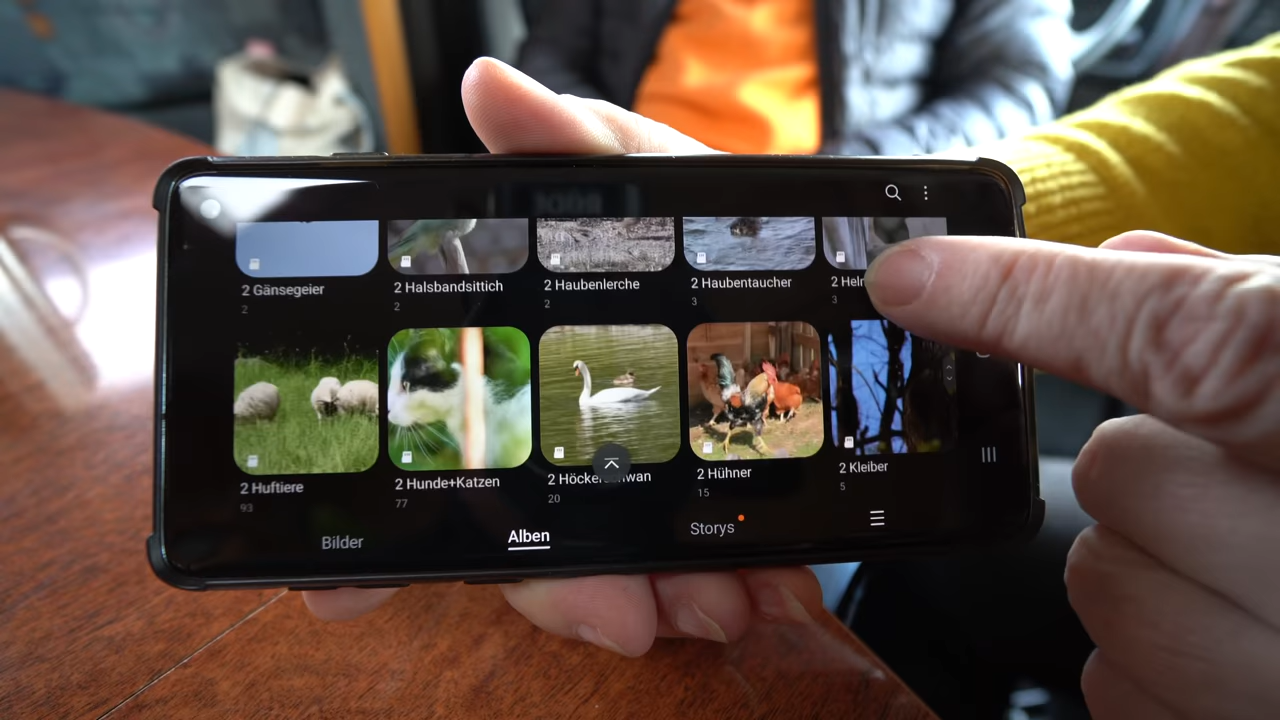 2 Gänsegeier
2 Halsbandsittich
2 Haubenlerche
2 Haubentaucher
2
2
2
3
3
2 Huftiere
2 Hunde+Katzen
2 Hühner
2 Kleiber
93
77
20
15
5
Bilder
Alben
Storys